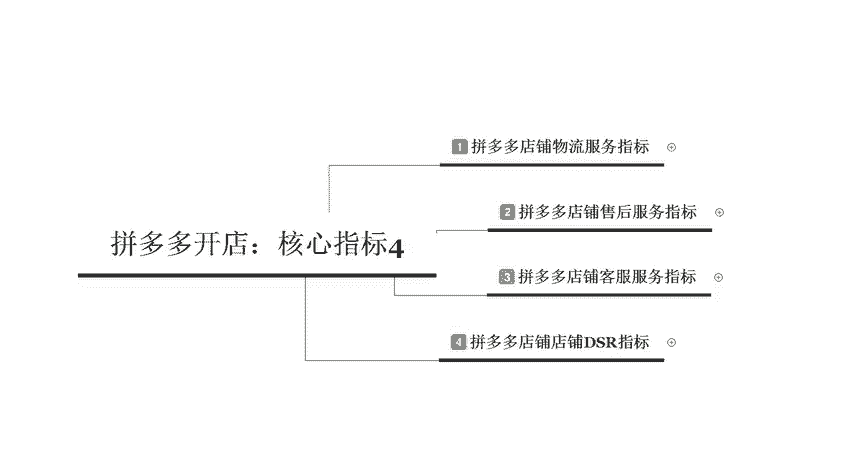 1 拼多多店铺物流服务指标
2 拼多多店铺售后服务指标
拼多多开店：核心指标4
3 拼多多店铺客服服务指标
4 拼多多店铺店铺DSR指标